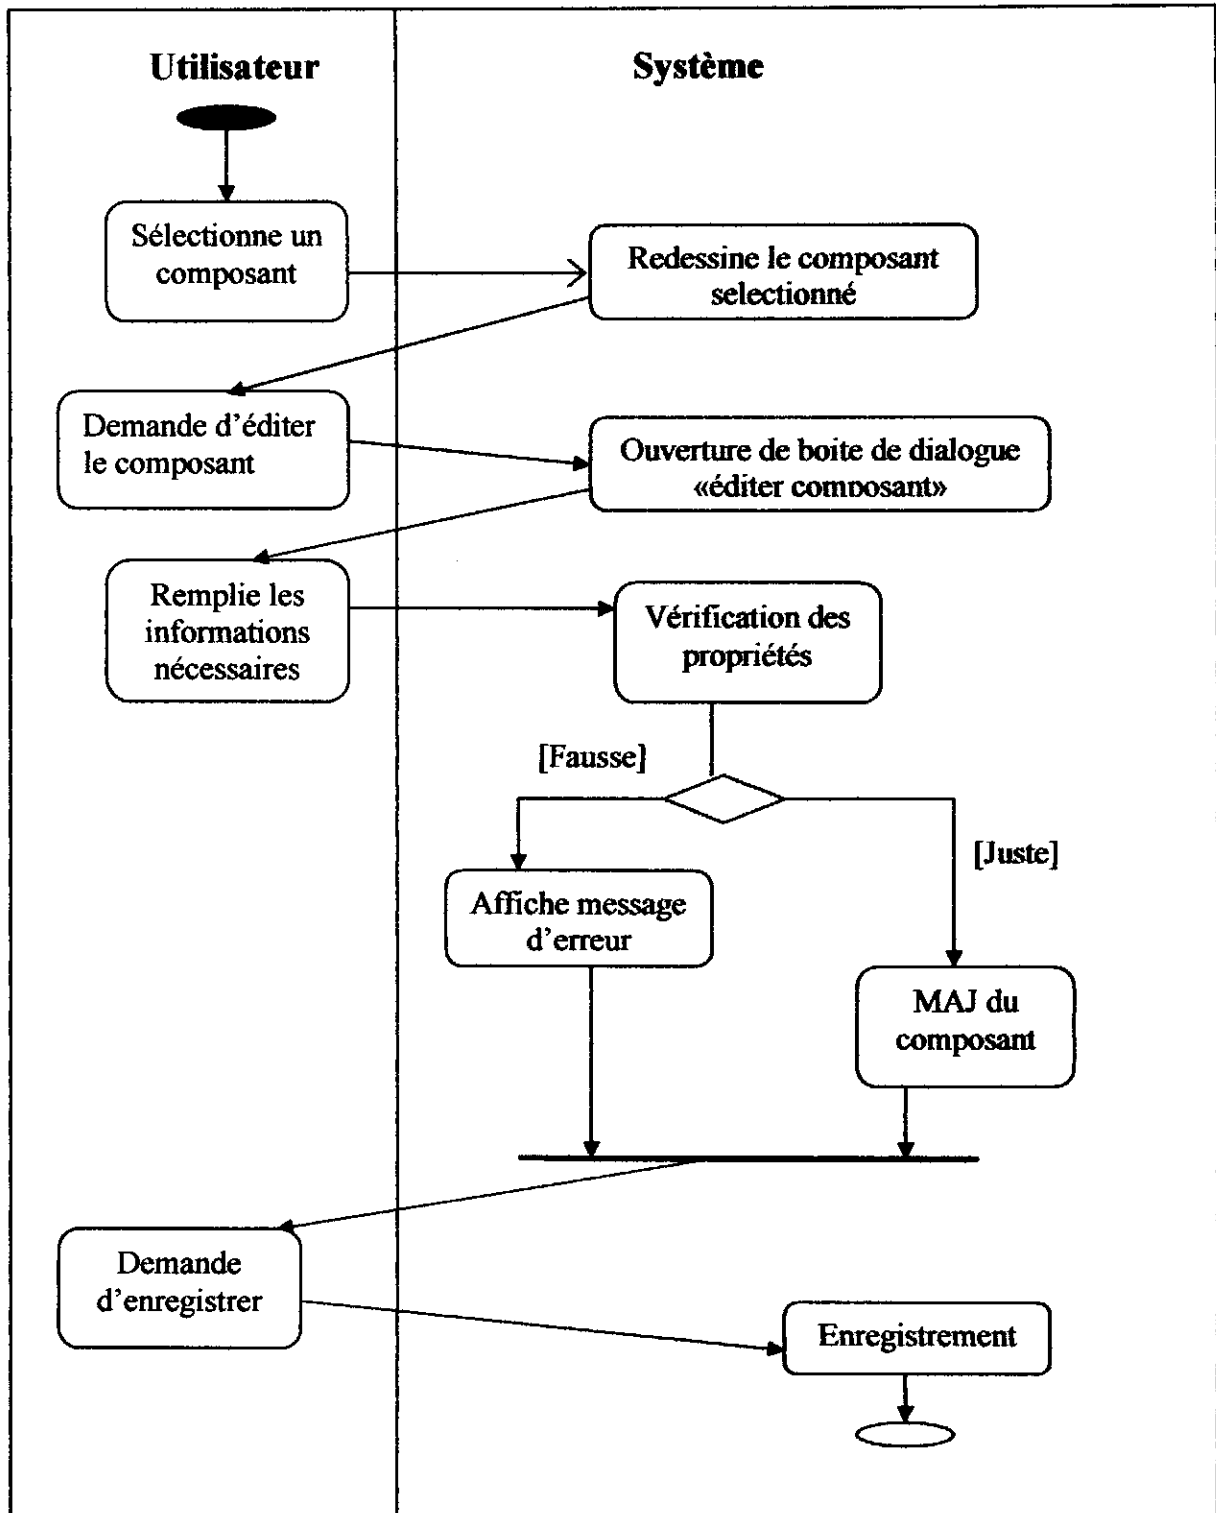 Utilisateur
Système
Sélectionne un
composant
Redessine le composant
selectionné
Demande d'éditer
le composant
Ouverture de boite de dialogue
«éditer composant»
Remplie les
informations
nécessaires
Vérification des
propriétés
[Fausse]
[Juste]
Affiche message
d'erreur
MAJ du
composant
Demande
d'enregistrer
Enregistrement